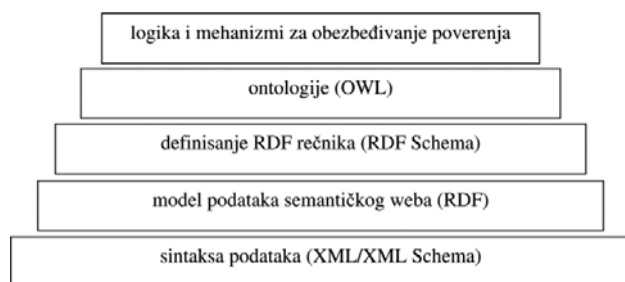 logika i mehanizmi za obezbeđivanje poverenja
ontologije (OWL)
definisanje RDF rečnika (RDF Schema)
model podataka semantičkog weba (RDF)
sintaksa podataka (XML/XML Schema)